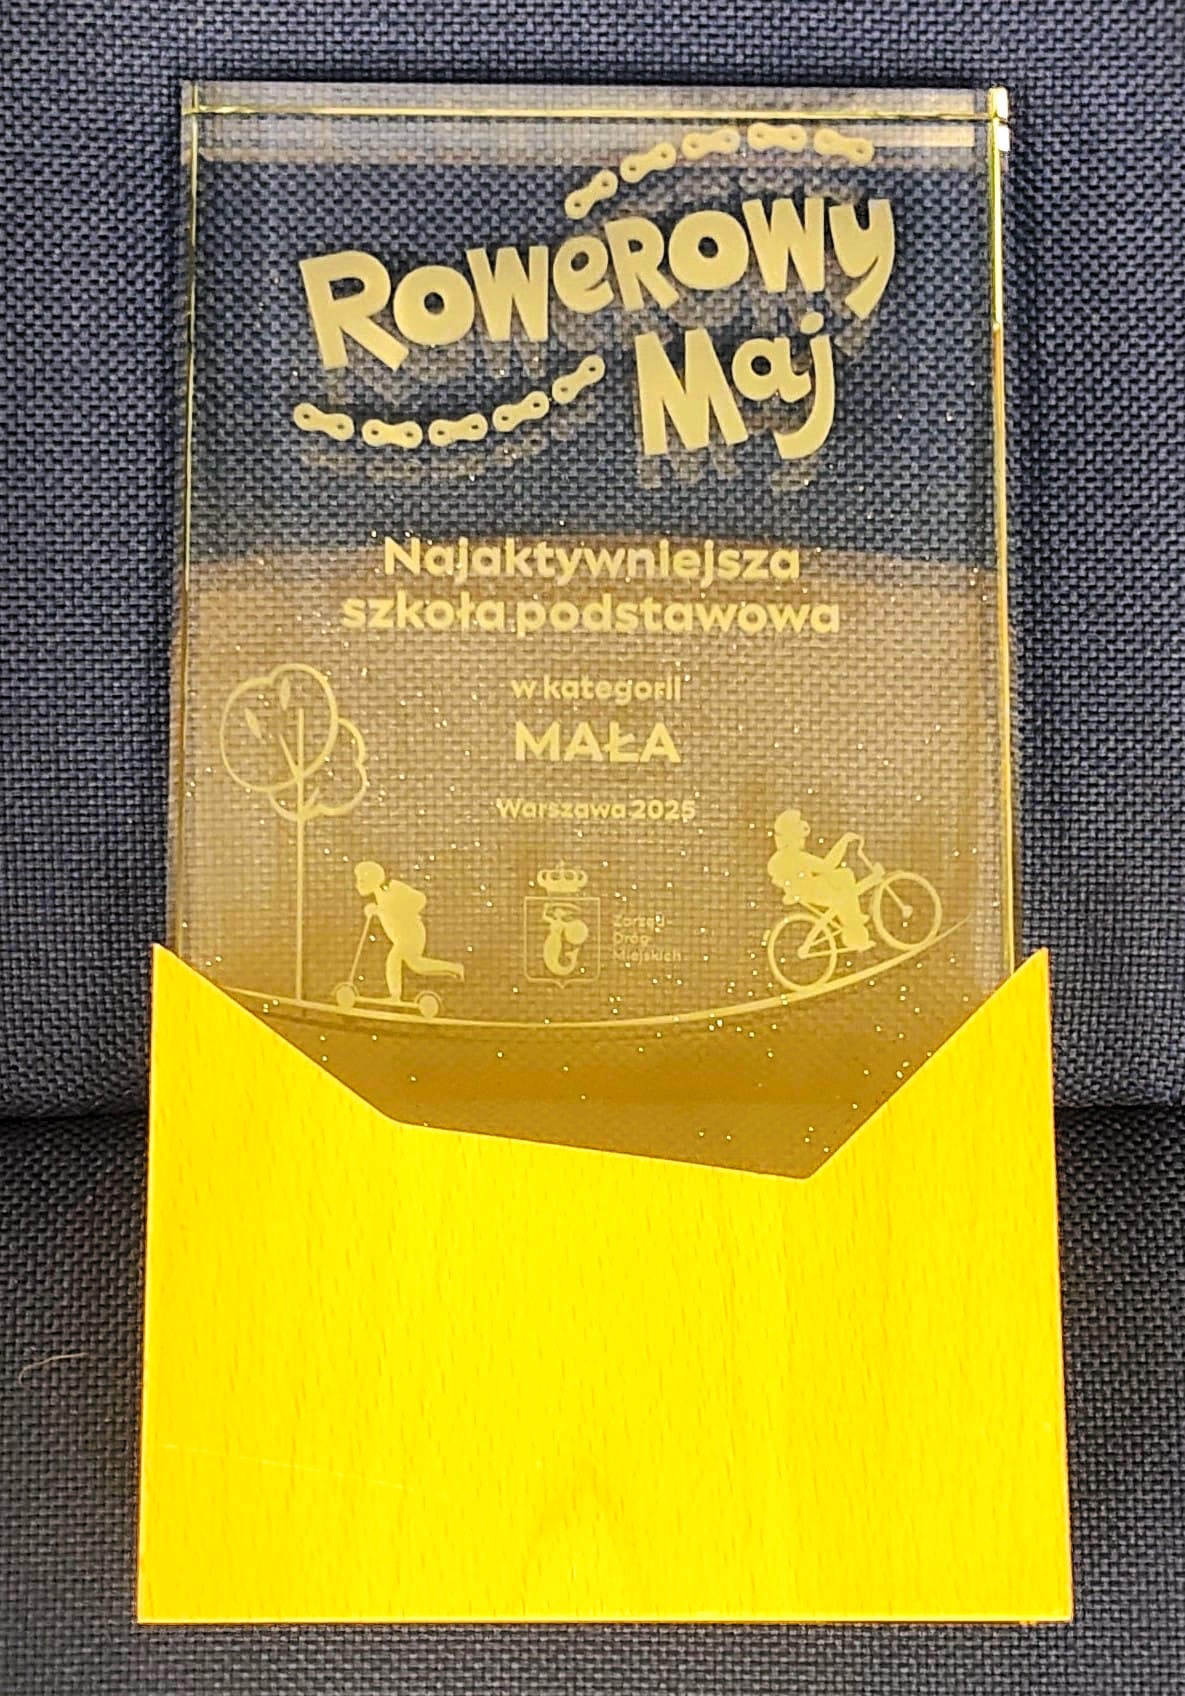 Rowerowy
Maj
Najaktywniejsza
szkoła podstawowa
w kategorii
MAŁA
Warszawa 2025
Zarząd
Dróg
Miejskich